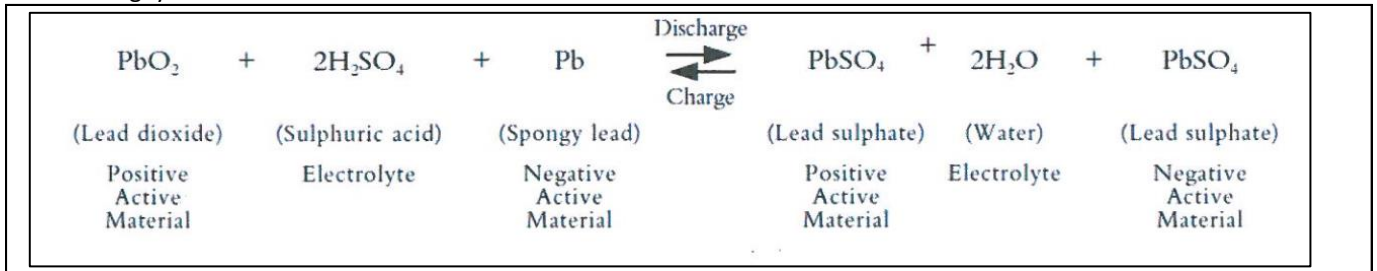 Discharge
PbO₂ + 2H₂SO₄ + Pb PbSO₄ + 2H₂O + PbSO₄
Charge
(Lead dioxide) (Sulphuric acid) (Spongy lead) (Lead sulphate) (Water) (Lead sulphate)
Positive Electrolyte Negative Positive Electrolyte Negative
Active Active Active Active
Material Material Material Material